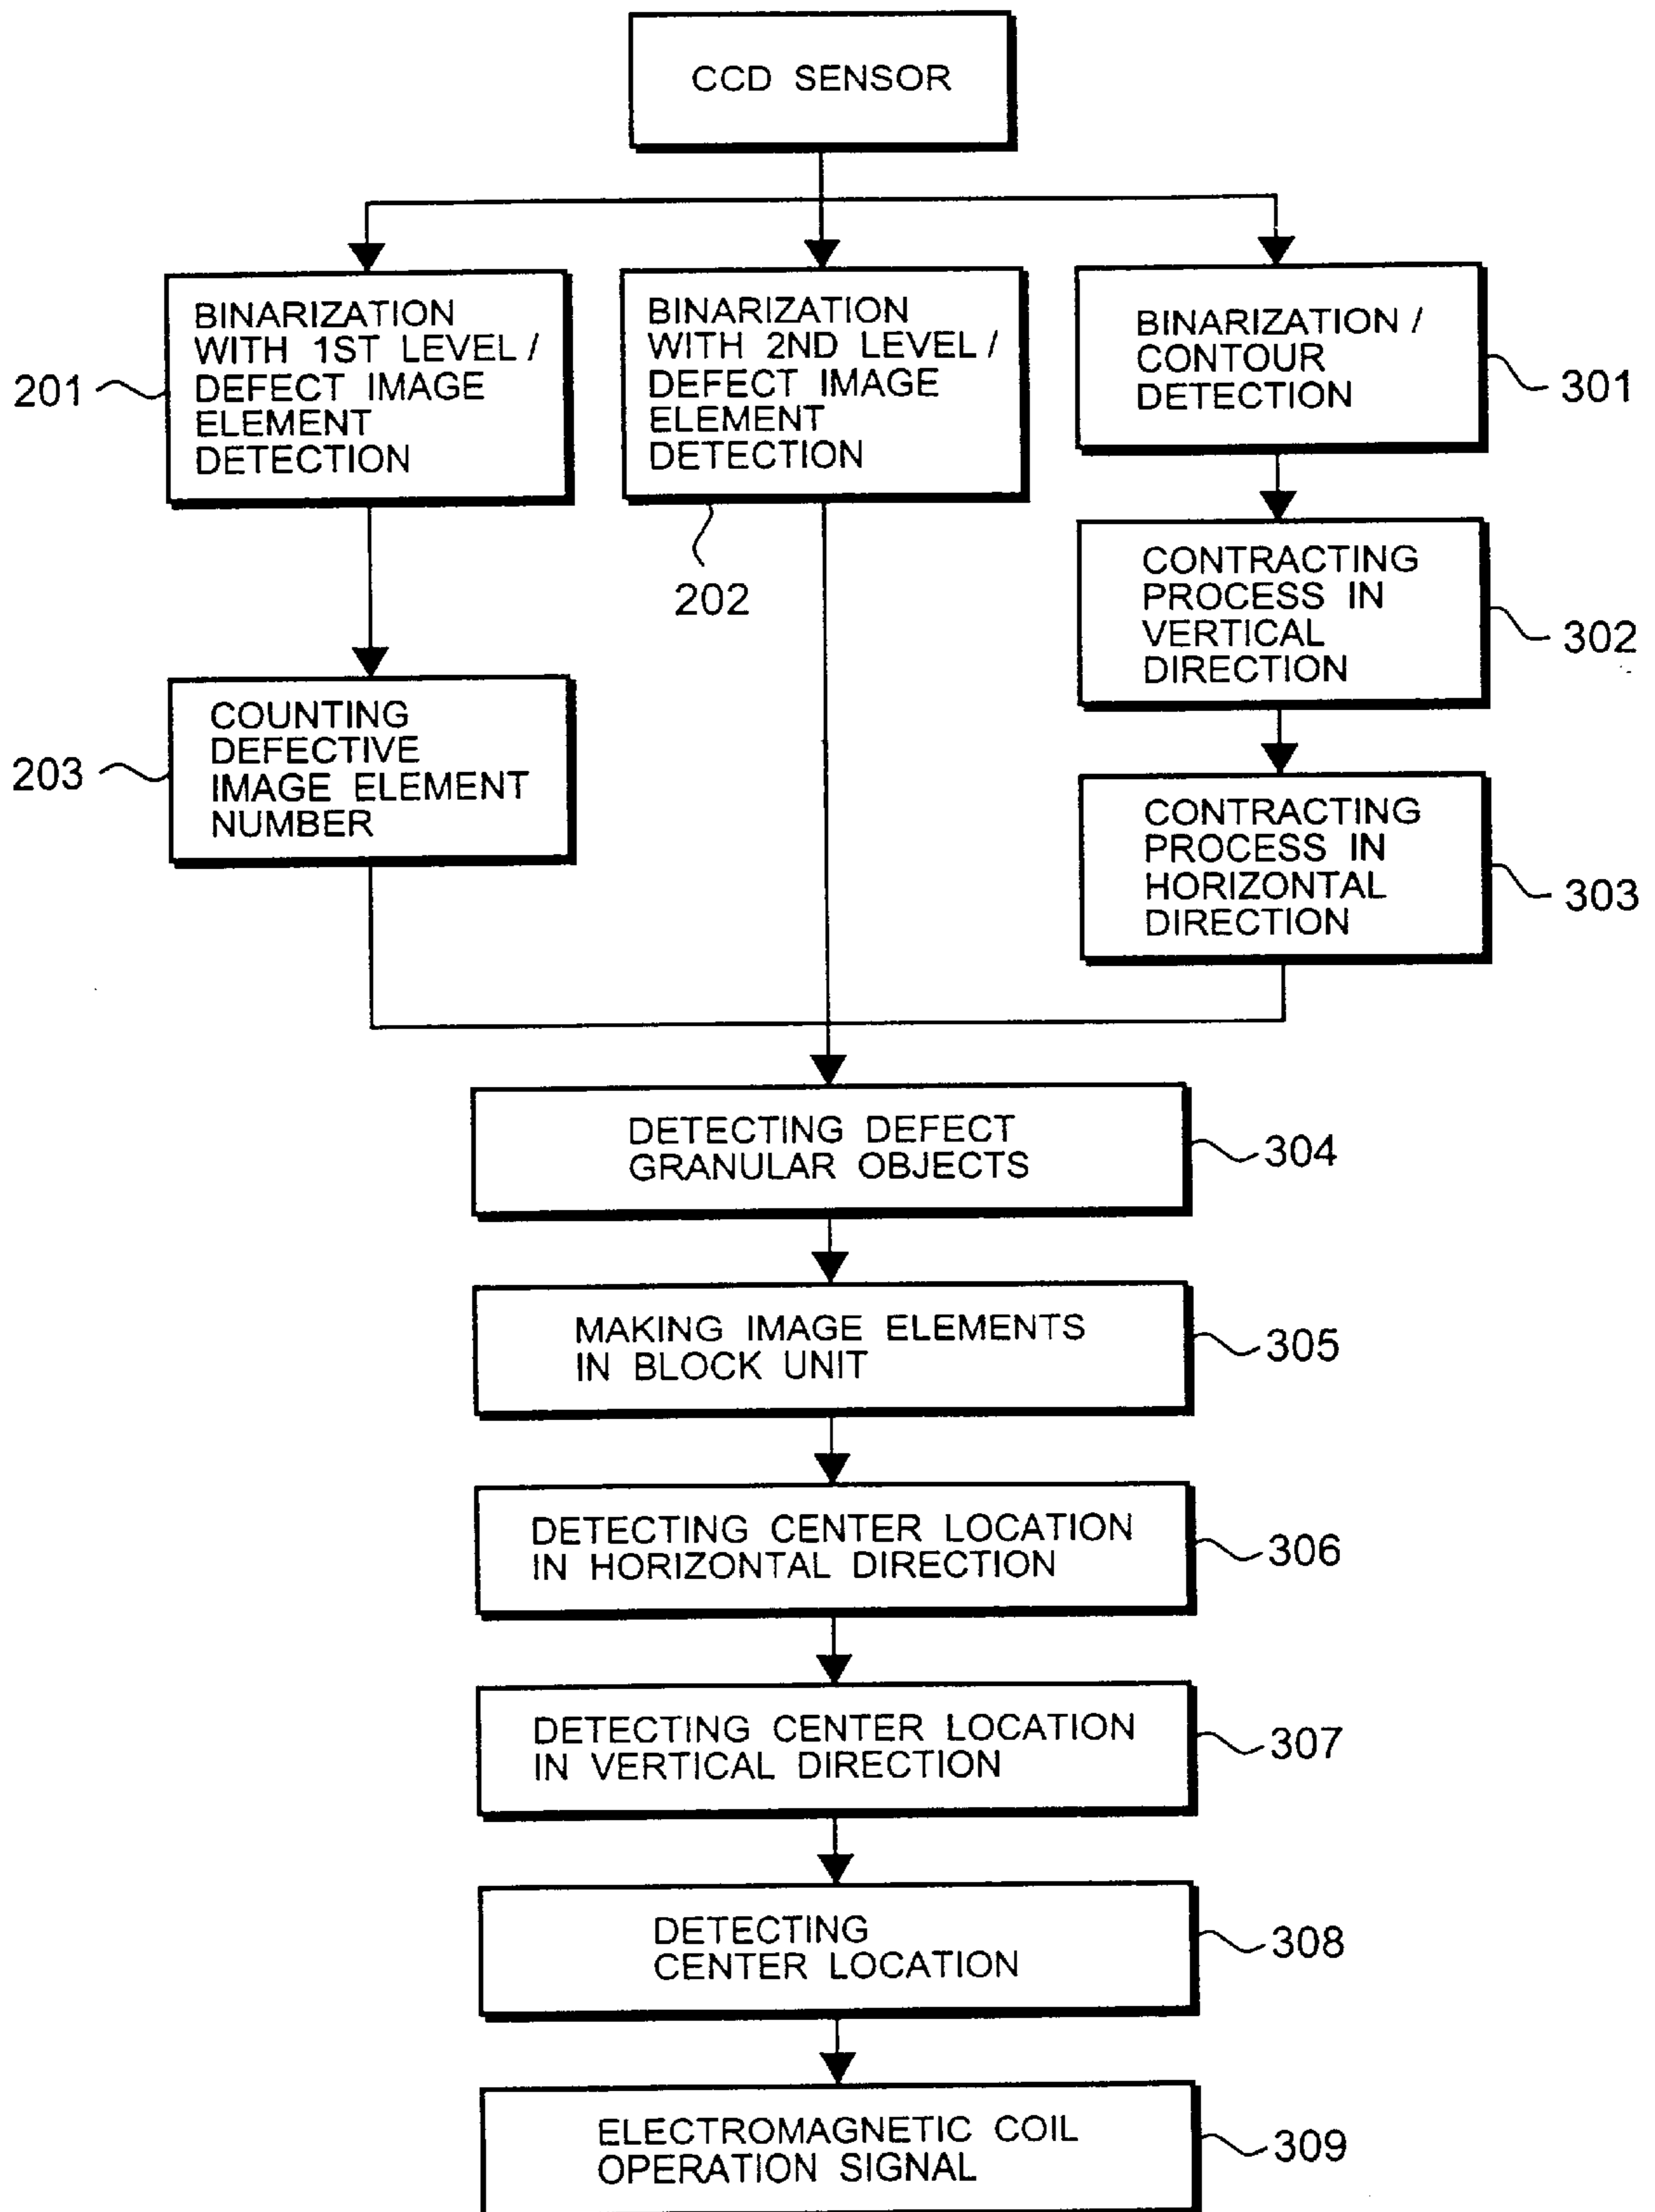 CCD SENSOR
BINARIZATION
WITH 1ST LEVEL /
DEFECT IMAGE
ELEMENT
DETECTION
201
BINARIZATION
WITH 2ND LEVEL /
DEFECT IMAGE
ELEMENT
DETECTION
202
BINARIZATION /
CONTOUR
DETECTION
301
CONTRACTING
PROCESS IN
VERTICAL
DIRECTION
302
COUNTING
DEFECTIVE
IMAGE ELEMENT
NUMBER
203
CONTRACTING
PROCESS IN
HORIZONTAL
DIRECTION
303
DETECTING DEFECT
GRANULAR OBJECTS
304
MAKING IMAGE ELEMENTS
IN BLOCK UNIT
305
DETECTING CENTER LOCATION
IN HORIZONTAL DIRECTION
306
DETECTING CENTER LOCATION
IN VERTICAL DIRECTION
307
DETECTING
CENTER LOCATION
308
ELECTROMAGNETIC COIL
OPERATION SIGNAL
309